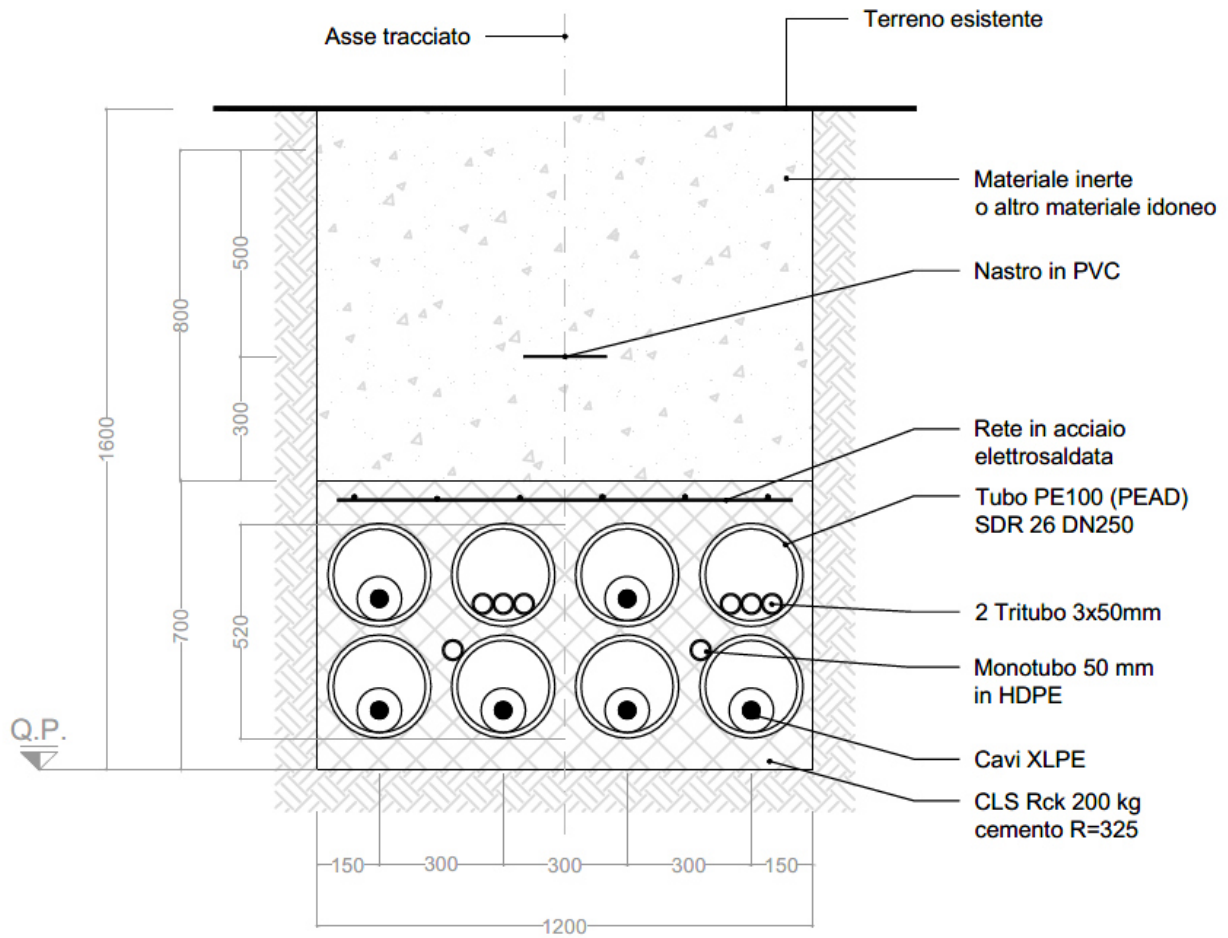 Terreno esistente
Asse tracciato
Materiale inerte
o altro materiale idoneo
500
Nastro in PVC
800
300
1600
Rete in acciaio
elettrosaldata
Tubo PE100 (PEAD)
SDR 26 DN250
2 Tritubo 3x50mm
700
520
Monotubo 50 mm
in HDPE
Q.P.
Cavi XLPE
CLS Rck 200 kg
cemento R=325
150 300 300 300 150
1200